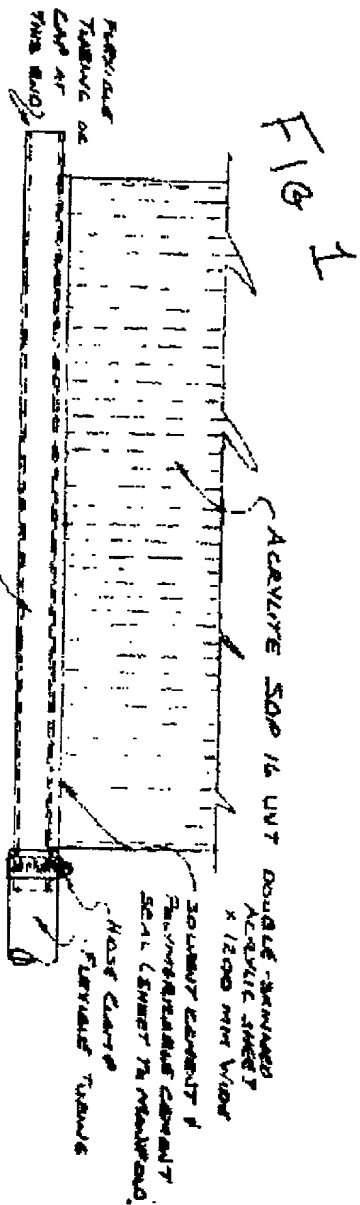 FIG 1
ACRYLITE SDP 16 UVT DOUBLE-SKINNED
ACRYLIC SHEET
X 1200 MM WIDE
SOLVENT CEMENT &
POLYMERIZABLE CEMENT
SEAL (SHEET TO MANIFOLD)
HOSE CLAMP
FLEXIBLE TUBING
FLEXIBLE
TUBING OR
CAP AT
THIS END